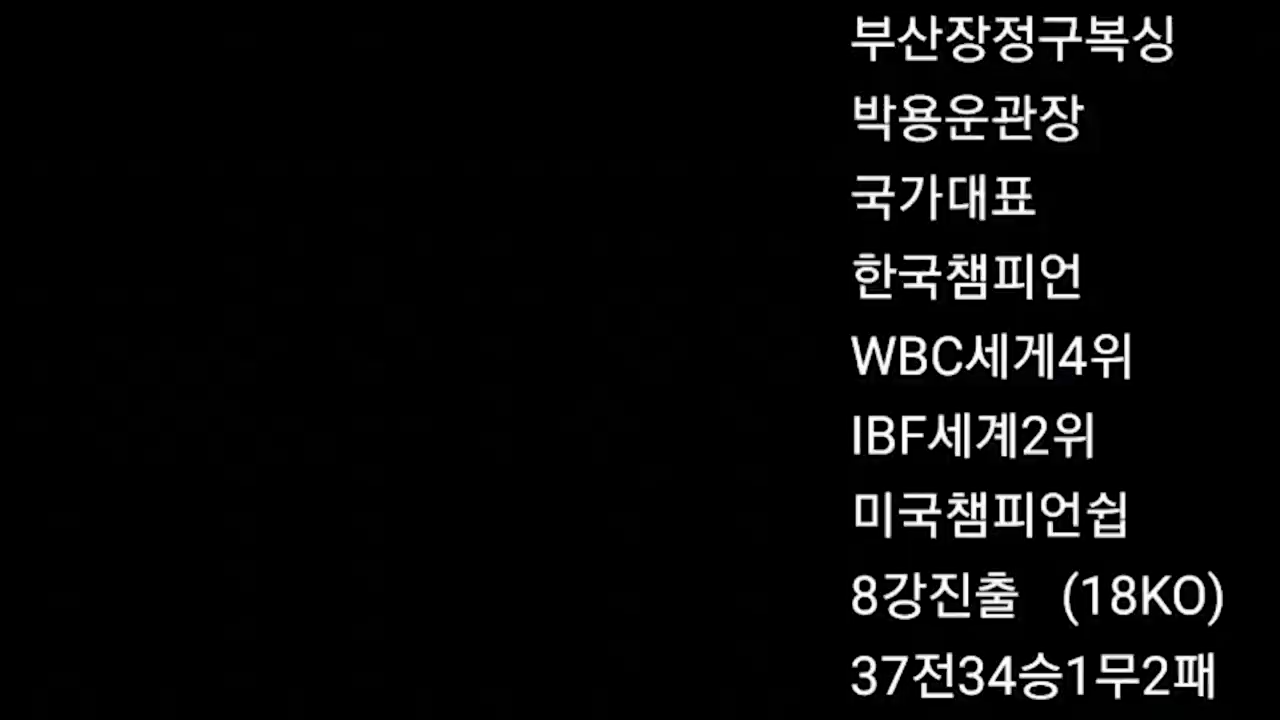 부산장정구복싱
박용운관장
국가대표
한국챔피언
WBC세게4위
IBF세계2위
미국챔피언쉽
8강진출 (18KO)
37전34승1무2패